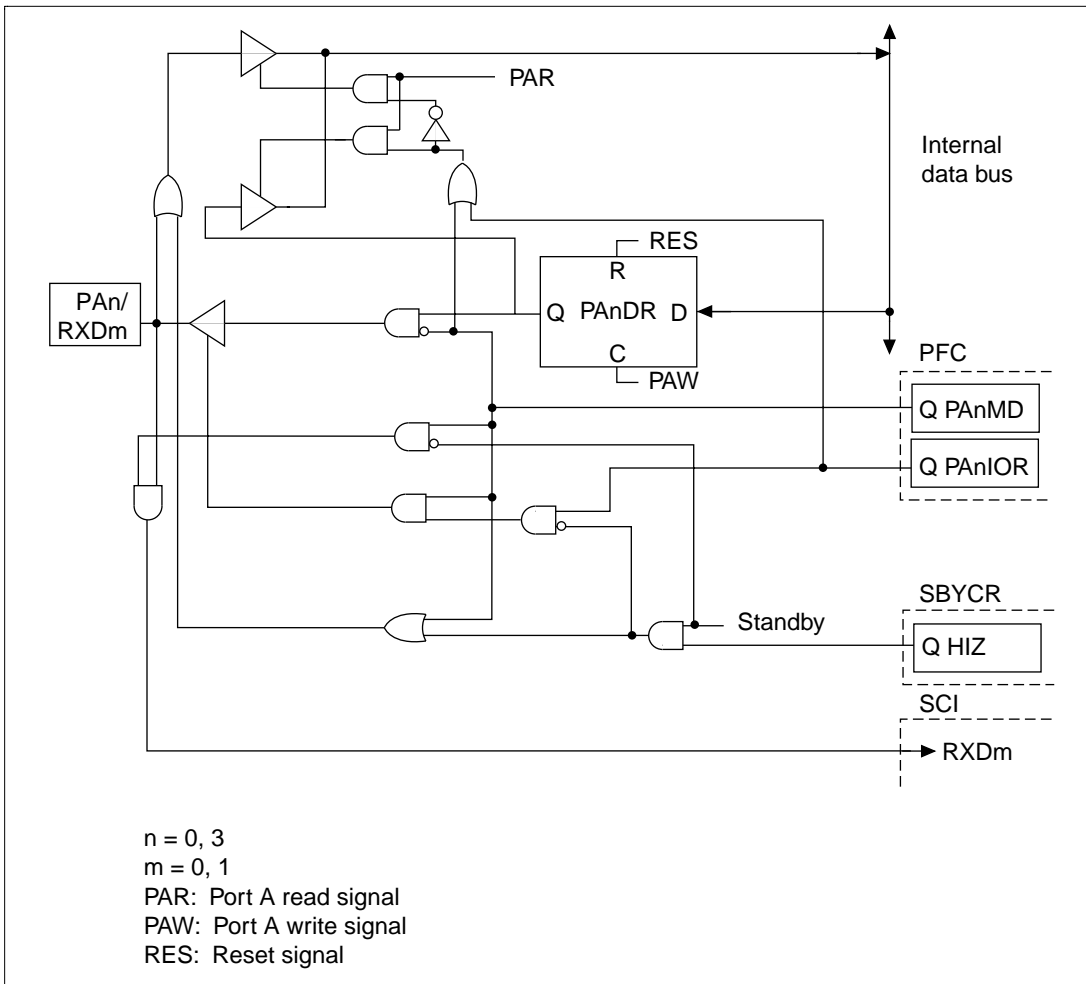 PAR
Internal
data bus
RES
R
PAn/
RXDm
Q PAnDR D
C
PAW
PFC
Q PAnMD
Q PAnIOR
SBYCR
Standby
Q HIZ
SCI
RXDm
n = 0, 3
m = 0, 1
PAR: Port A read signal
PAW: Port A write signal
RES: Reset signal